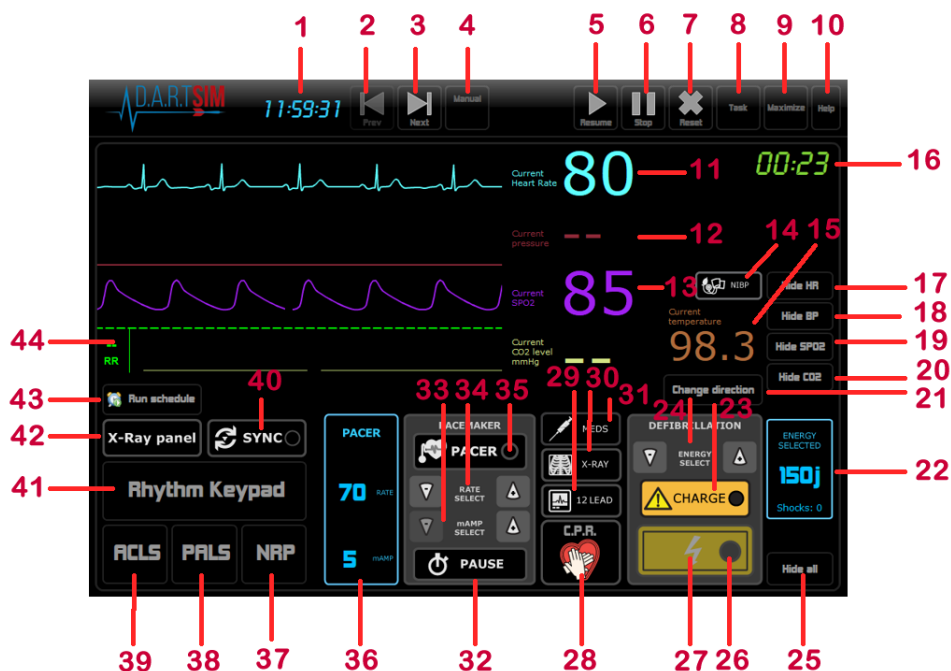 1 2 3 4 5 6 7 8 9 10
D.A.R.T SIM
11:59:31
Prev
Next
Manual
Resume
Stop
Reset
Task
Maximize
Help
Current
Heart Rate
80
11
00:23
16
Current
pressure
-- 
12
14 15
Current
SPO2
85
13
NIBP
Hide HR
17
Current
temperature
98.3
Hide BP
18
44
--
RR
Current
CO2 level
mmHg
-- --
Hide SPO2
19
40
33 34 35
29 30 31
Hide CO2
20
43
Run schedule
Change direction
21
24 23
42
X-Ray panel
SYNC
PACER
PACEMAKER
PACER
MEDS
DEFIBRILLATION
ENERGY
SELECTED
150j
Shocks: 0
22
41
Rhythm Keypad
70 RATE
RATE
SELECT
X-RAY
ENERGY
SELECT
mAMP
SELECT
12 LEAD
CHARGE
ACLS
PALS
NRP
5 mAMP
PAUSE
C.P.R.
Hide all
39 38 37 36 32 28 27 26 25